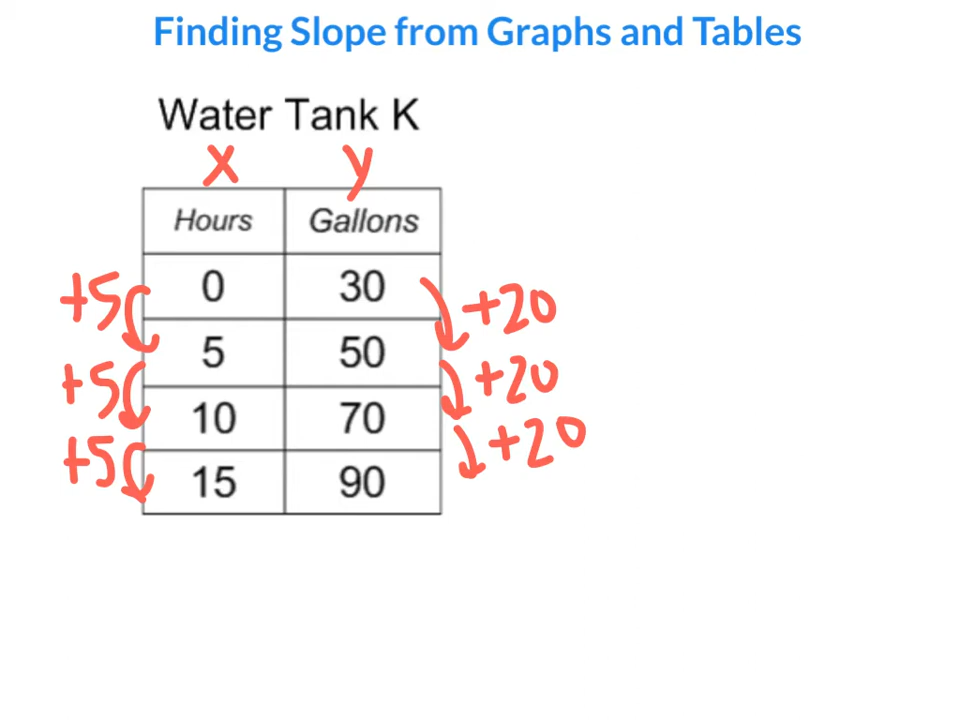 Finding Slope from Graphs and Tables
Water Tank K
x y
Hours Gallons
0 30
+5 +20
5 50
+5 +20
10 70
+5 +20
15 90